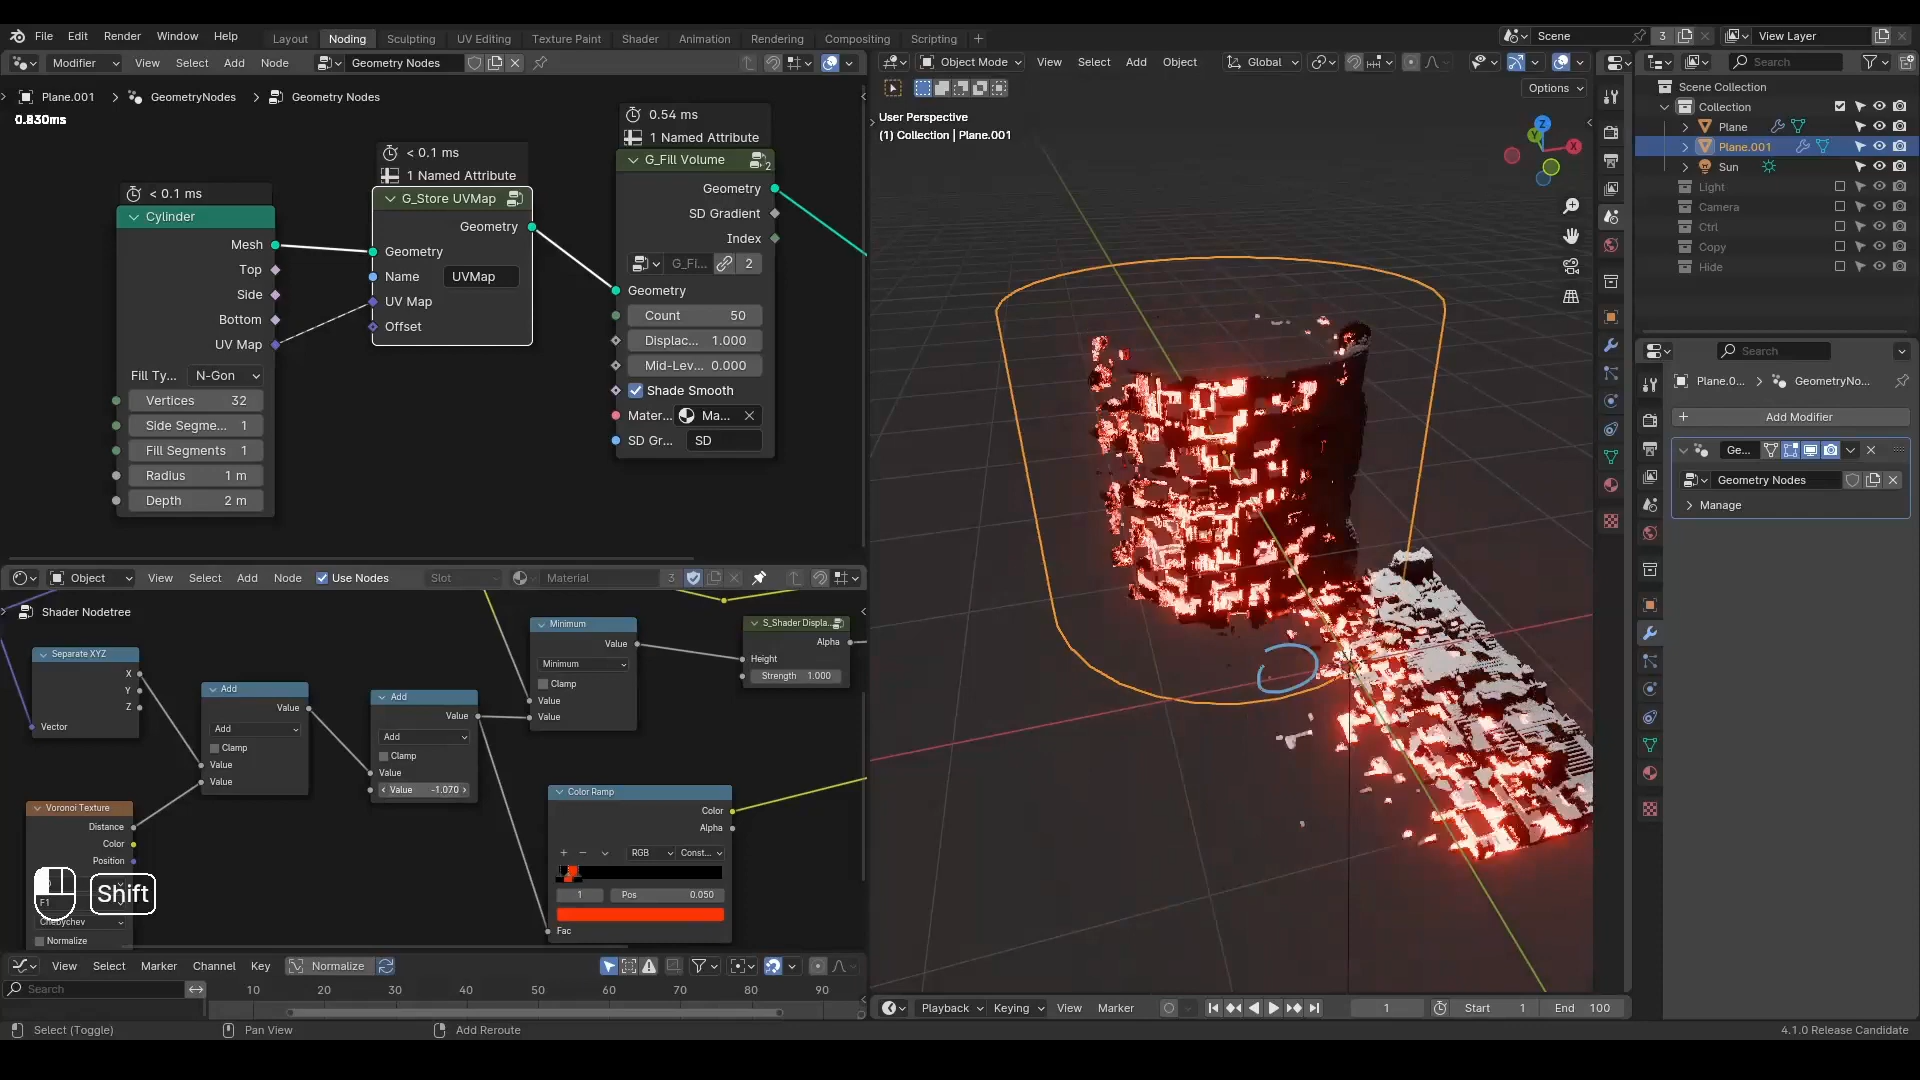 File Edit Render Window Help Layout Noding Sculpting UV Editing Texture Paint Shader Animation Rendering Compositing Scripting + Scene 3 View Layer
Modifier View Select Add Node Geometry Nodes
Plane.001 > GeometryNodes > Geometry Nodes
< 0.1 ms
Cylinder
Mesh
Top
Side
Bottom
UV Map
Fill Ty... N-Gon
Vertices 32
Side Segme... 1
Fill Segments 1
Radius 1 m
Depth 2 m
< 0.1 ms
1 Named Attribute
G_Store UVMap
Geometry
Geometry
Name UVMap
UV Map
Offset
0.54 ms
1 Named Attribute
G_Fill Volume 2
Geometry
SD Gradient
Index
G_Fi... 2
Geometry
Count 50
Displac... 1.000
Mid-Lev... 0.000
Shade Smooth
Mater... Ma...
SD Gr... SD
Object View Select Add Node Use Nodes Slot Material 3
Shader Nodetree
Separate XYZ
X
Y
Z
Vector
Voronoi Texture
Distance
Color
Position
F1
Chebychev
Normalize
Shift
Add
Value
Add
Clamp
Value
Value
Add
Value
Add
Clamp
Value
Value -1.070
Minimum
Value
Minimum
Clamp
Value
Value
S_Shader Displa...
Alpha
Height
Strength 1.000
Color Ramp
Color
Alpha
+ − RGB Const...
1 Pos 0.050
Fac
View Select Marker Channel Key Normalize
Search 10 20 30 40 50 60 70 80 90
Select (Toggle) Pan View Add Reroute
Object Mode View Select Add Object Global
Options
User Perspective
(1) Collection | Plane.001
Z
Y
X
Playback Keying View Marker 1 Start 1 End 100
Search
Scene Collection
Collection
Plane
Plane.001
Sun
Light
Camera
Ctrl
Copy
Hide
Search
Plane.0... > GeometryNo...
+ Add Modifier
Ge...
Geometry Nodes
Manage
4.1.0 Release Candidate